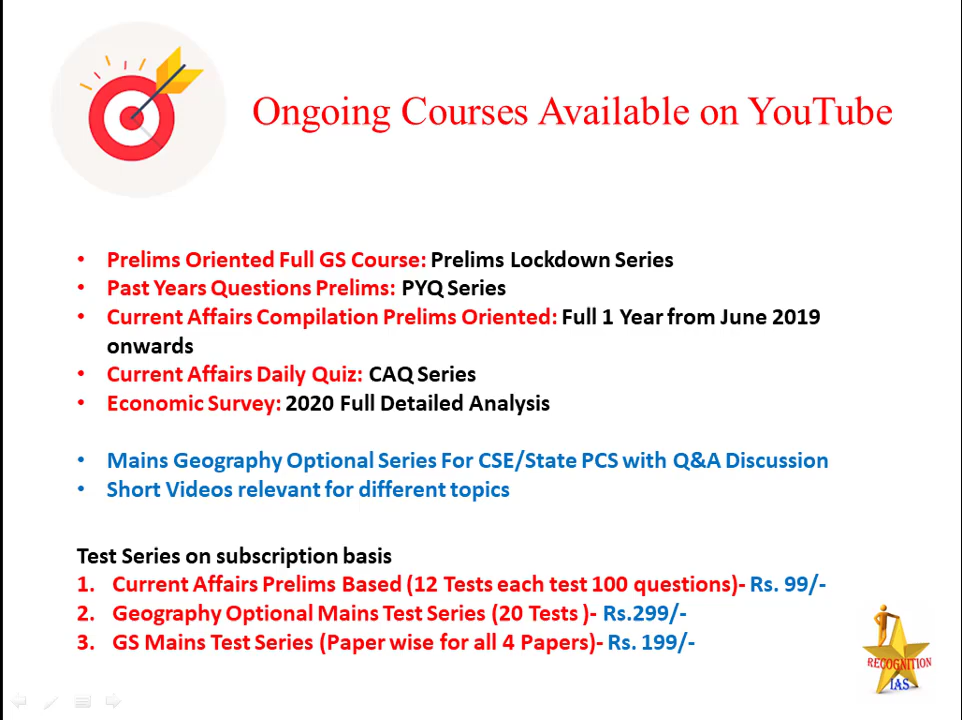 Ongoing Courses Available on YouTube
• Prelims Oriented Full GS Course: Prelims Lockdown Series
• Past Years Questions Prelims: PYQ Series
• Current Affairs Compilation Prelims Oriented: Full 1 Year from June 2019
onwards
• Current Affairs Daily Quiz: CAQ Series
• Economic Survey: 2020 Full Detailed Analysis
• Mains Geography Optional Series For CSE/State PCS with Q&A Discussion
• Short Videos relevant for different topics
Test Series on subscription basis
1. Current Affairs Prelims Based (12 Tests each test 100 questions)- Rs. 99/-
2. Geography Optional Mains Test Series (20 Tests )- Rs.299/-
3. GS Mains Test Series (Paper wise for all 4 Papers)- Rs. 199/-
RECOGNITION
IAS